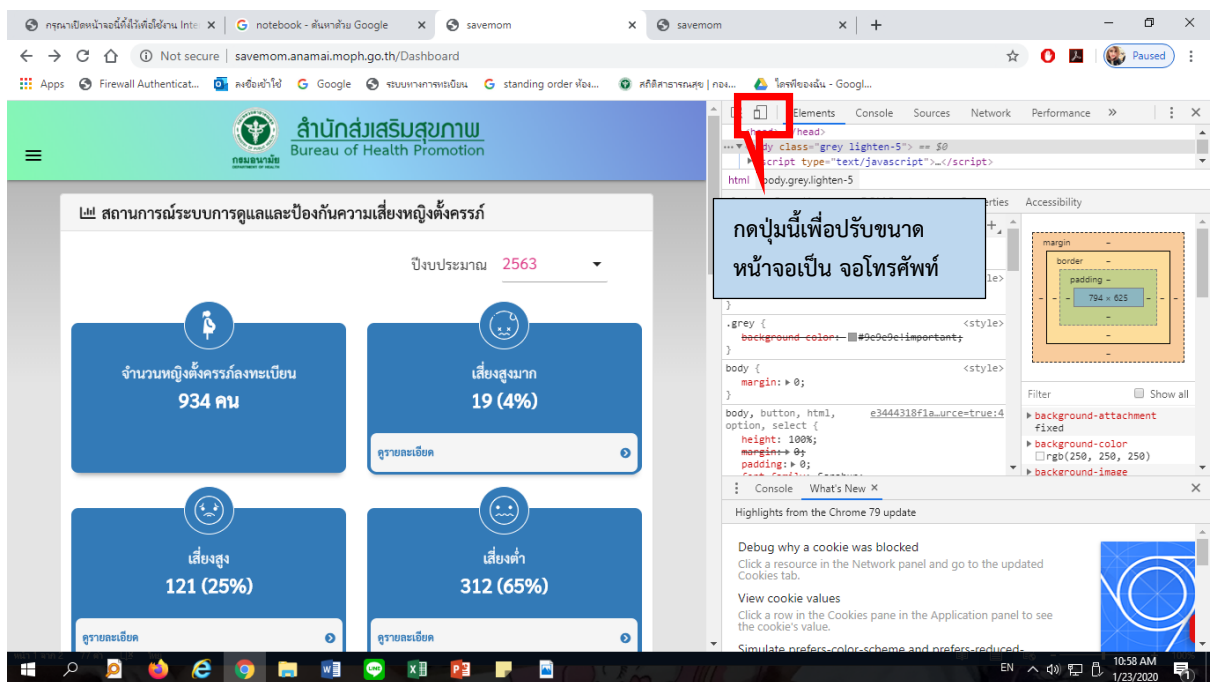 กรุณาเปิดหน้าจอนี้ทิ้งไว้เพื่อใช้งาน Inte
notebook - ค้นหาด้วย Google
savemom
savemom
Not secure | savemom.anamai.moph.go.th/Dashboard
Paused
Apps
Firewall Authenticat...
ลงชื่อเข้าใช้
Google
ระบบทางการทะเบียน
standing order ห้อง...
สถิติสาธารณสุข | กอง...
ไดรฟ์ของฉัน - Googl...
กรมอนามัย
สำนักส่งเสริมสุขภาพ
Bureau of Health Promotion
สถานการณ์ระบบการดูแลและป้องกันความเสี่ยงหญิงตั้งครรภ์
ปีงบประมาณ 2563
จำนวนหญิงตั้งครรภ์ลงทะเบียน
934 คน
เสี่ยงสูงมาก
19 (4%)
ดูรายละเอียด
เสี่ยงสูง
121 (25%)
ดูรายละเอียด
เสี่ยงต่ำ
312 (65%)
ดูรายละเอียด
Elements Console Sources Network Performance »
</head>
dy class="grey lighten-5"> == $0
script type="text/javascript">…</script>
html body.grey.lighten-5
Accessibility
กดปุ่มนี้เพื่อปรับขนาด
หน้าจอเป็น จอโทรศัพท์
}
.grey { <style>
background-color: #9e9e9e!important;
}
body { <style>
margin: 0;
}
body, button, html, e3444318f1a…urce=true:4
option, select {
height: 100%;
margin: 0;
padding: 0;
margin –
border –
padding –
794 × 625
Filter
Show all
background-attachment
fixed
background-color
rgb(250, 250, 250)
background-image
Console What's New ×
Highlights from the Chrome 79 update
Debug why a cookie was blocked
Click a resource in the Network panel and go to the updated
Cookies tab.
View cookie values
Click a row in the Cookies pane in the Application panel to see
the cookie's value.
Simulate prefers-color-scheme and prefers-reduced-
EN
10:58 AM
1/23/2020